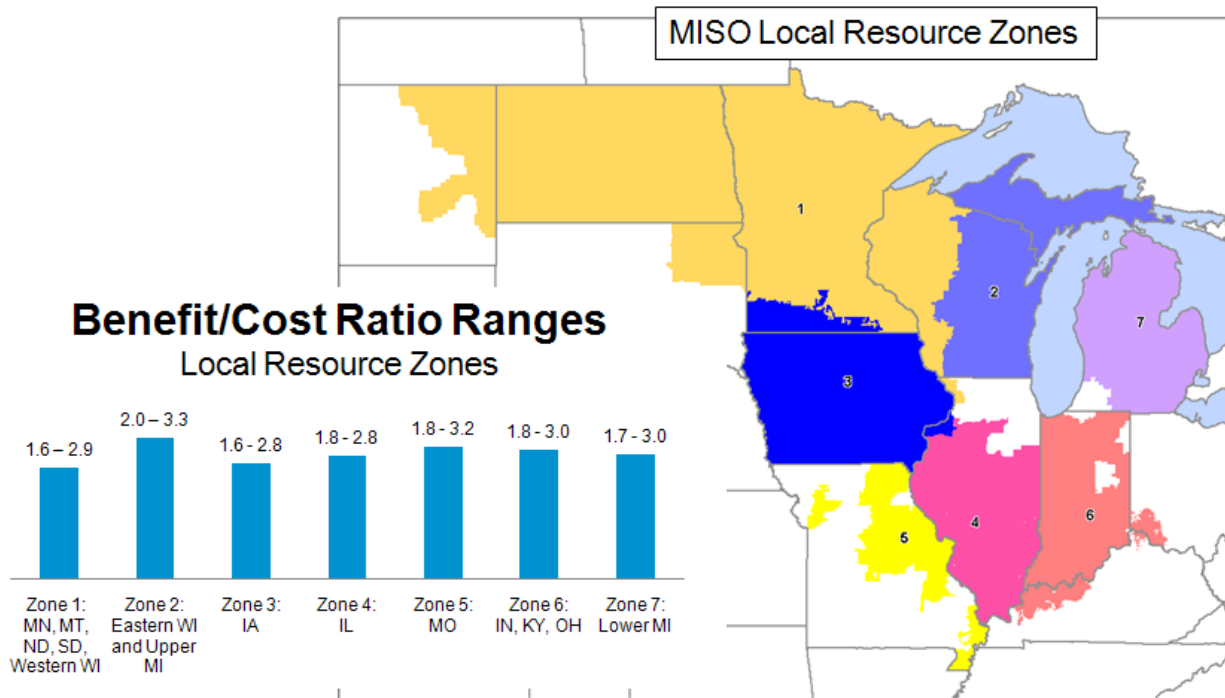 MISO Local Resource Zones
Benefit/Cost Ratio Ranges
Local Resource Zones
1.6 – 2.9
2.0 – 3.3
1.6 - 2.8
1.8 - 2.8
1.8 - 3.2
1.8 - 3.0
1.7 - 3.0
Zone 1:
MN, MT,
ND, SD,
Western WI
Zone 2:
Eastern WI
and Upper
MI
Zone 3:
IA
Zone 4:
IL
Zone 5:
MO
Zone 6:
IN, KY, OH
Zone 7:
Lower MI
1
2
3
4
5
6
7